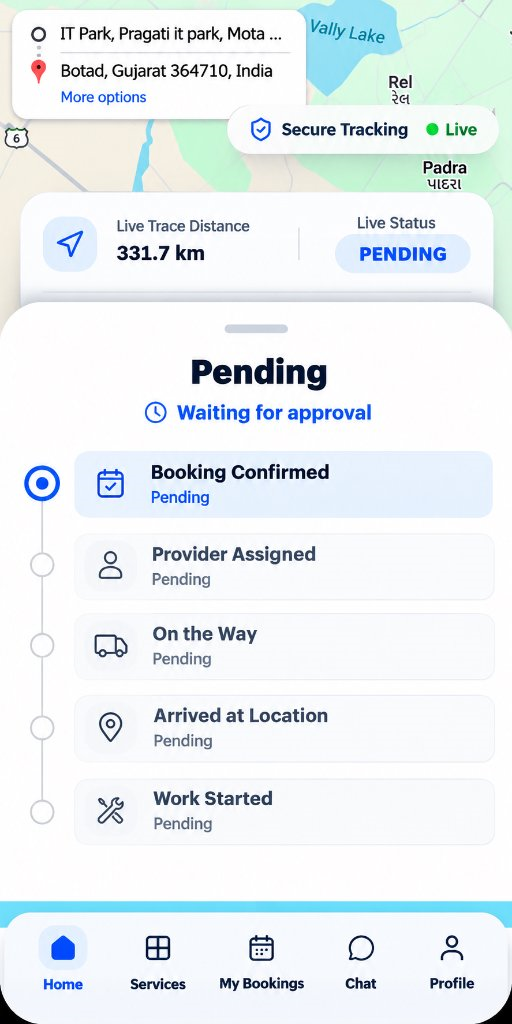 IT Park, Pragati it park, Mota ...
Botad, Gujarat 364710, India
More options
Vally Lake
Rel
રેલ
6
Secure Tracking
Live
Padra
પાદરા
Live Trace Distance
331.7 km
Live Status
PENDING
Pending
Waiting for approval
Booking Confirmed
Pending
Provider Assigned
Pending
On the Way
Pending
Arrived at Location
Pending
Work Started
Pending
Home
Services
My Bookings
Chat
Profile